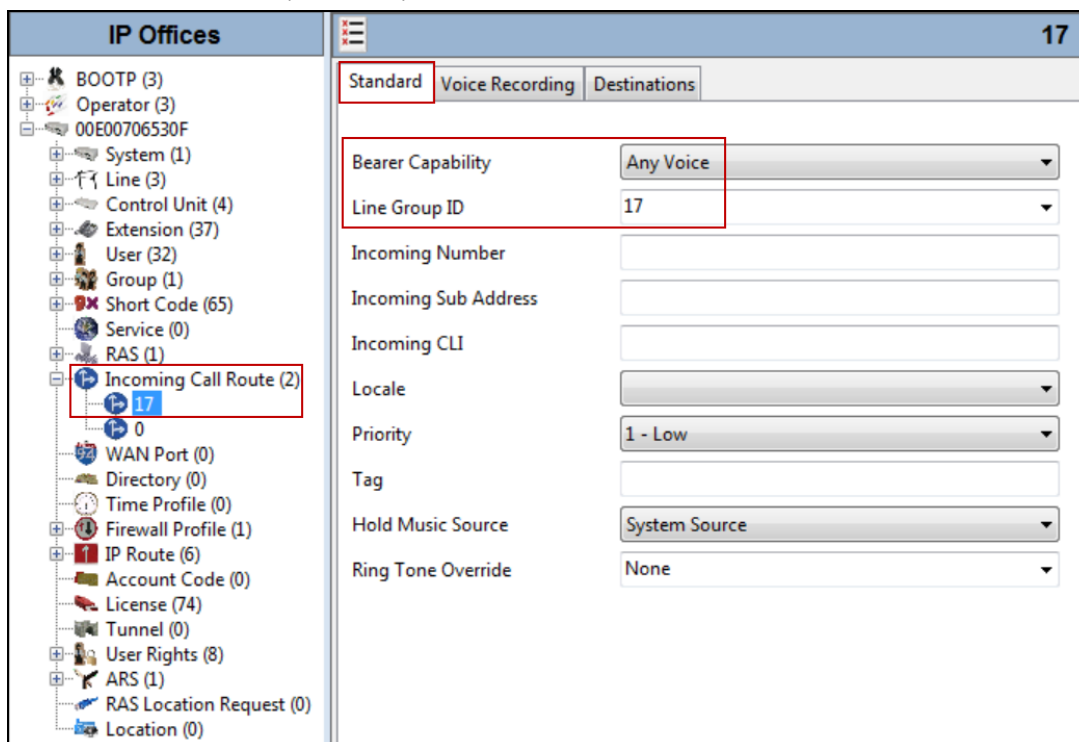 IP Offices
17
BOOTP (3)
Operator (3)
00E00706530F
System (1)
Line (3)
Control Unit (4)
Extension (37)
User (32)
Group (1)
Short Code (65)
Service (0)
RAS (1)
Incoming Call Route (2)
17
0
WAN Port (0)
Directory (0)
Time Profile (0)
Firewall Profile (1)
IP Route (6)
Account Code (0)
License (74)
Tunnel (0)
User Rights (8)
ARS (1)
RAS Location Request (0)
Location (0)
Standard Voice Recording Destinations
Bearer Capability Any Voice
Line Group ID 17
Incoming Number
Incoming Sub Address
Incoming CLI
Locale
Priority 1 - Low
Tag
Hold Music Source System Source
Ring Tone Override None